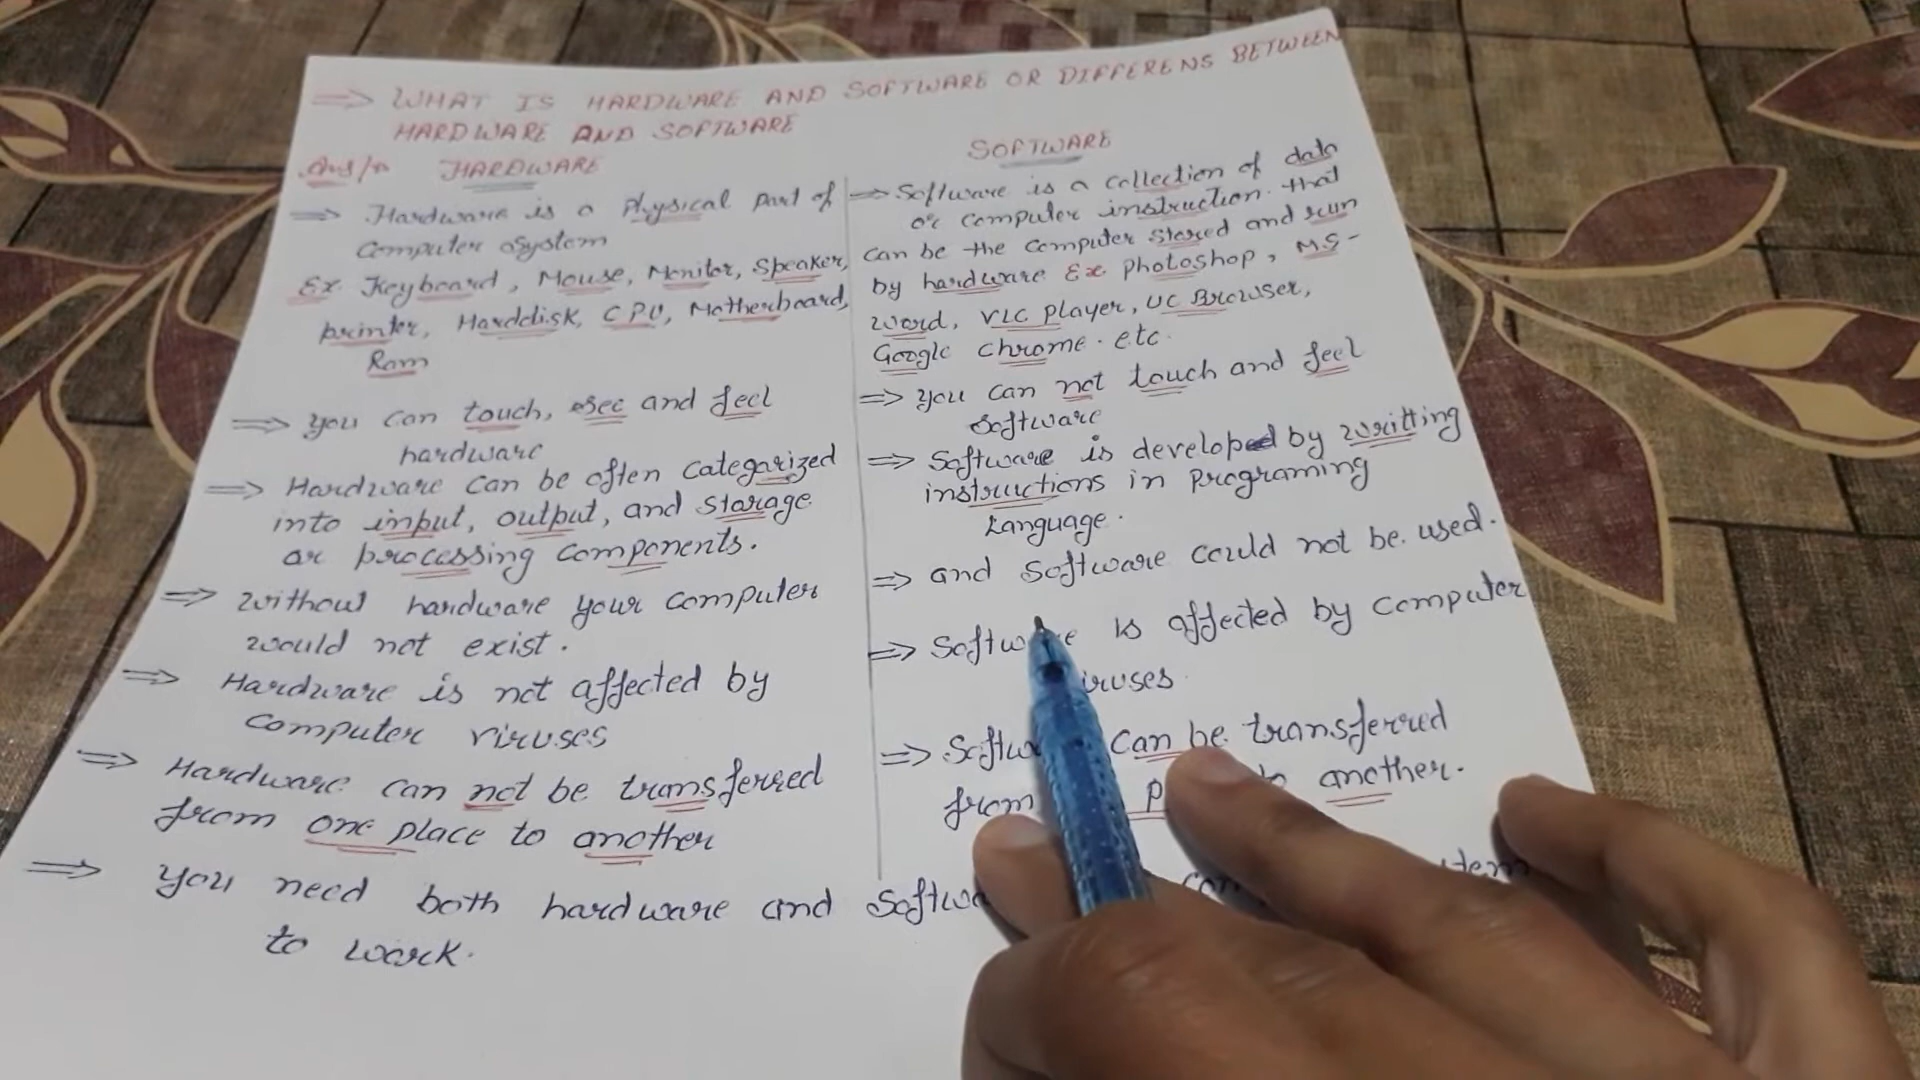 ⇒ WHAT IS HARDWARE AND SOFTWARE OR DIFFERENS BETWEEN
HARDWARE AND SOFTWARE
Ans/n HARDWARE
⇒ Hardware is a physical part of
Computer System
Ex. Keyboard, Mouse, Monitor, Speaker,
printer, Harddisk, CPU, Motherboard,
Ram
⇒ you can touch, see and feel
hardware
⇒ Hardware can be often categarized
into input, output, and storage
or processing components.
⇒ without hardware your computer
would not exist.
⇒ Hardware is not affected by
computer viruses
⇒ Hardware can not be transferred
from one place to another
SOFTWARE
⇒ Software is a collection of data
or computer instruction that
can be the computer stored and run
by hardware Ex. photoshop, M.S-
word, VLC player, UC Browser,
Google chrome. etc.
⇒ you can not touch and feel
software
⇒ Software is developed by writting
instructions in programing
Language.
⇒ and software could not be used.
⇒ is affected by computer
⇒ can be transferred
from another.
⇒ you need both hardware and
to work.